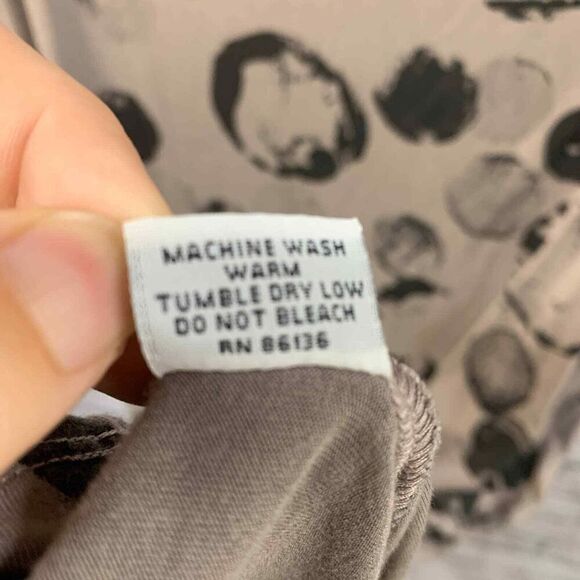 MACHINE WASH
WARM
TUMBLE DRY LOW
DO NOT BLEACH
RN 86136